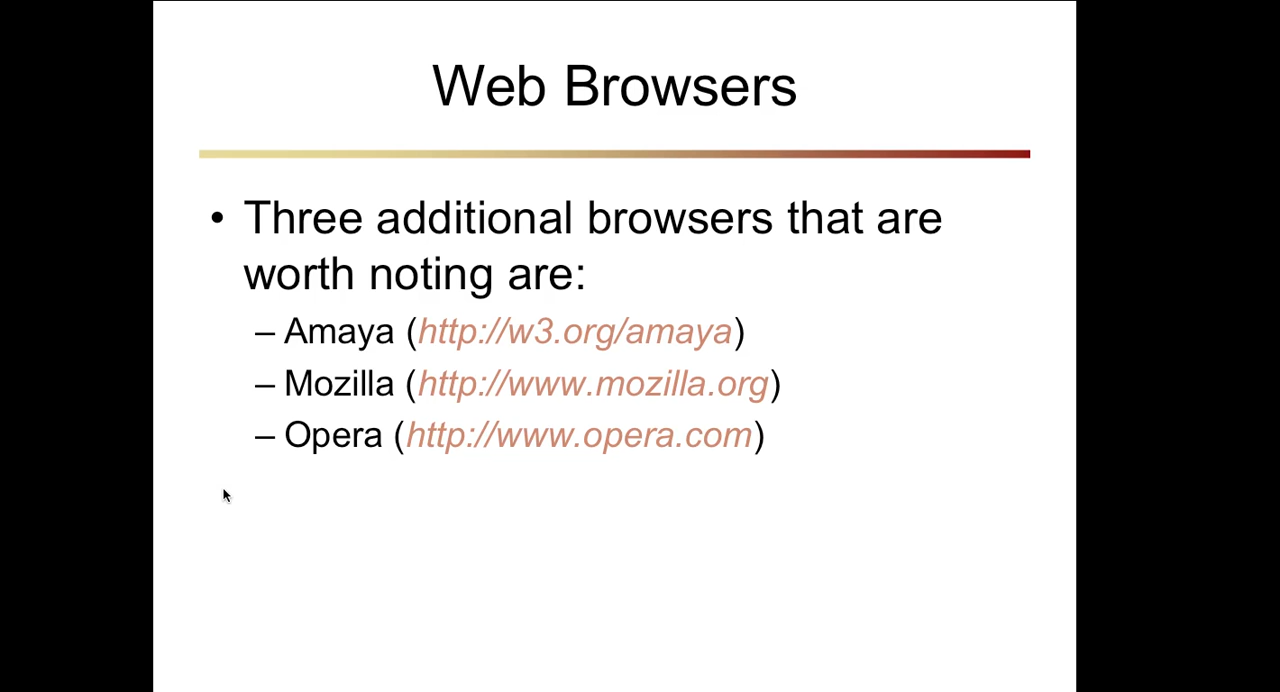 Web Browsers
• Three additional browsers that are
worth noting are:
– Amaya (http://w3.org/amaya)
– Mozilla (http://www.mozilla.org)
– Opera (http://www.opera.com)